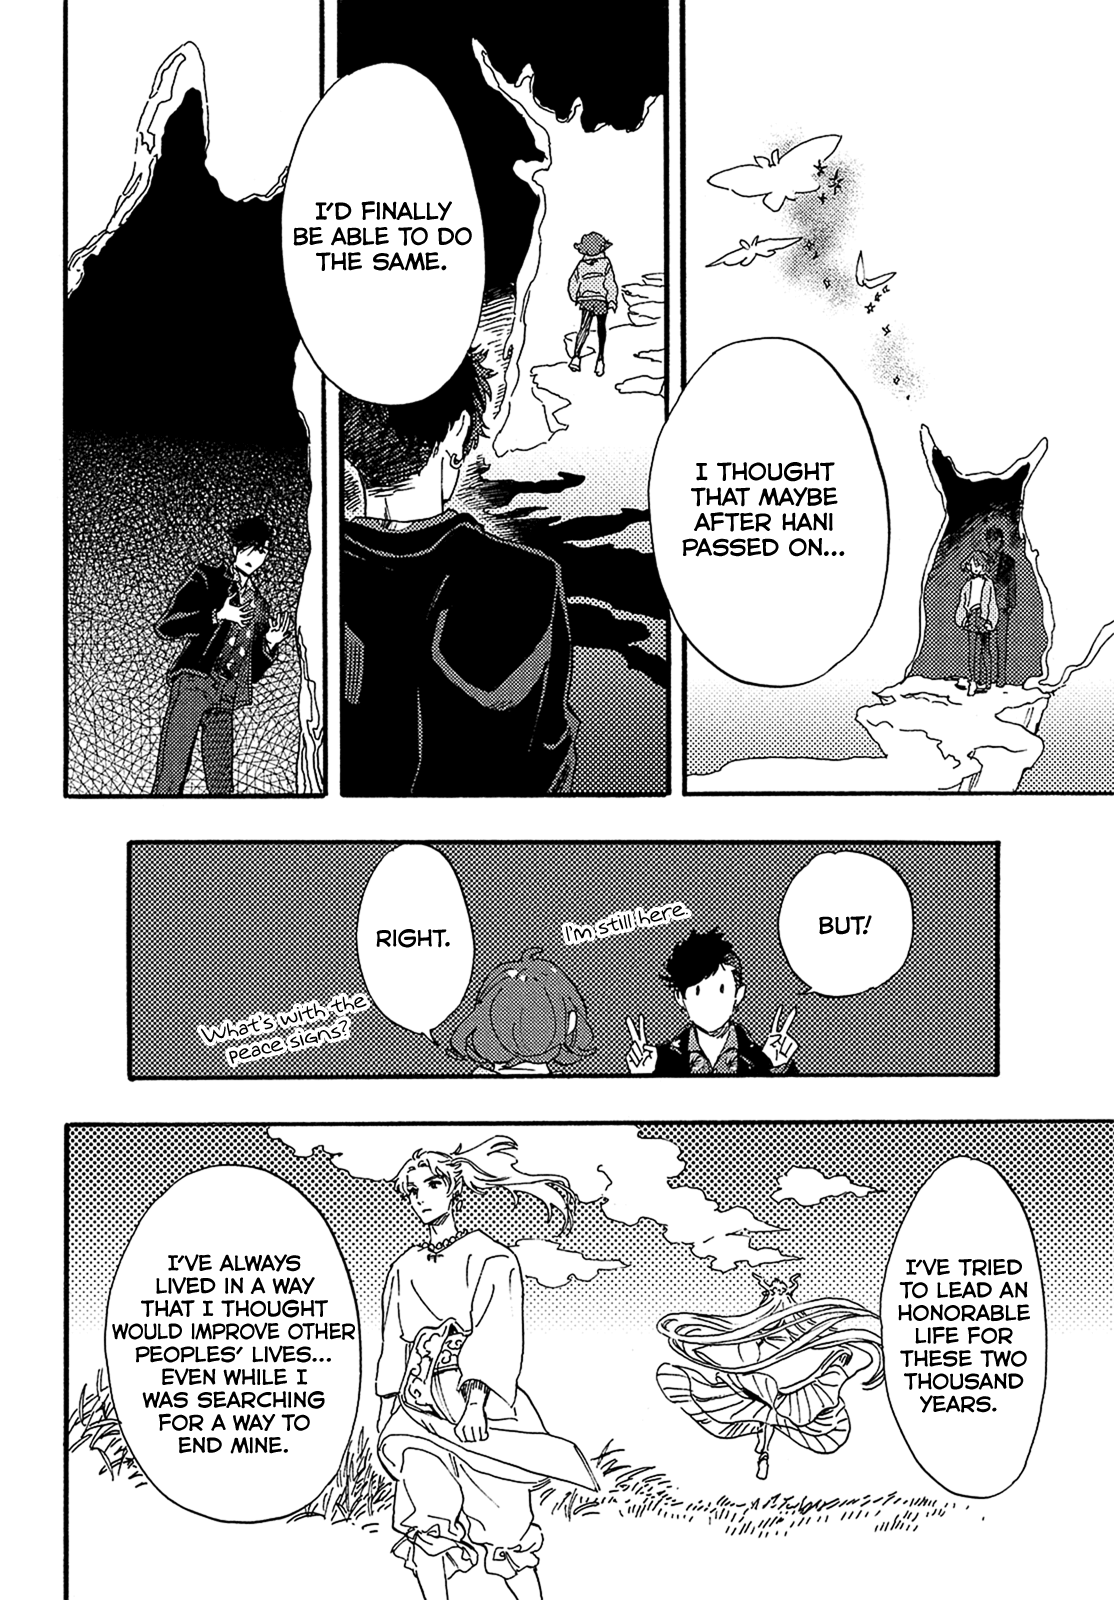 I THOUGHT
THAT MAYBE
AFTER HANI
PASSED ON...
I'D FINALLY
BE ABLE TO DO
THE SAME.
BUT!
I'm still here.
RIGHT.
What's with the
peace signs?
I'VE TRIED
TO LEAD AN
HONORABLE
LIFE FOR
THESE TWO
THOUSAND
YEARS.
I'VE ALWAYS
LIVED IN A WAY
THAT I THOUGHT
WOULD IMPROVE OTHER
PEOPLES' LIVES...
EVEN WHILE I
WAS SEARCHING
FOR A WAY TO
END MINE.